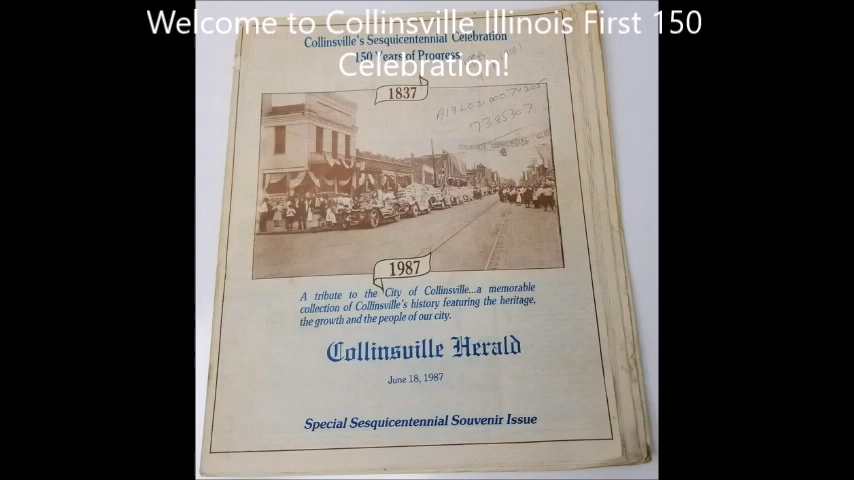 Welcome to Collinsville Illinois First 150
Celebration!
Collinsville's Sesquicentennial Celebration
150 Years of Progress
1837
7395307
1987
A tribute to the City of Collinsville...a memorable
collection of Collinsville's history featuring the heritage,
the growth and the people of our city.
Collinsville Herald
June 18, 1987
Special Sesquicentennial Souvenir Issue